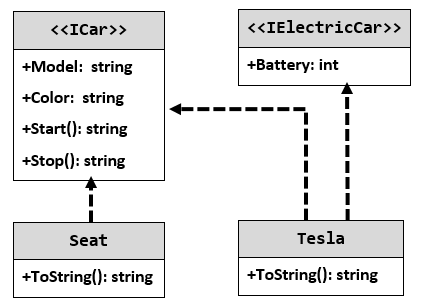 <<ICar>>
+Model: string
+Color: string
+Start(): string
+Stop(): string
<<IElectricCar>>
+Battery: int
Seat
+ToString(): string
Tesla
+ToString(): string